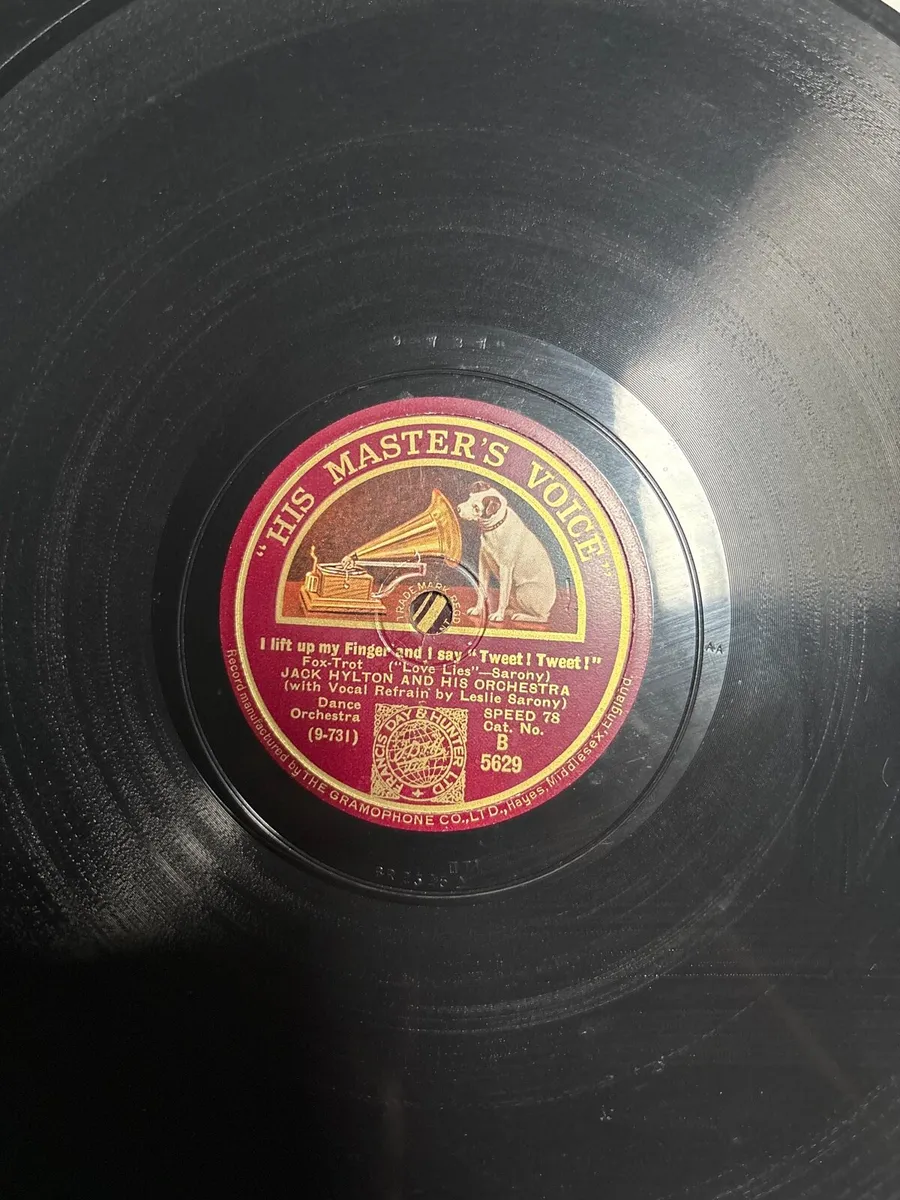 "HIS MASTER'S VOICE"
I lift up my Finger and I say "Tweet! Tweet!"
Fox-Trot ("Love Lies"—Sarony)
JACK HYLTON AND HIS ORCHESTRA
(with Vocal Refrain by Leslie Sarony)
Dance
Orchestra
(9-731)
FRANCIS DAY & HUNTER LTD
SPEED 78
Cat. No.
B
5629
Record manufactured by THE GRAMOPHONE CO., LTD., Hayes, Middlesex, England.
AA